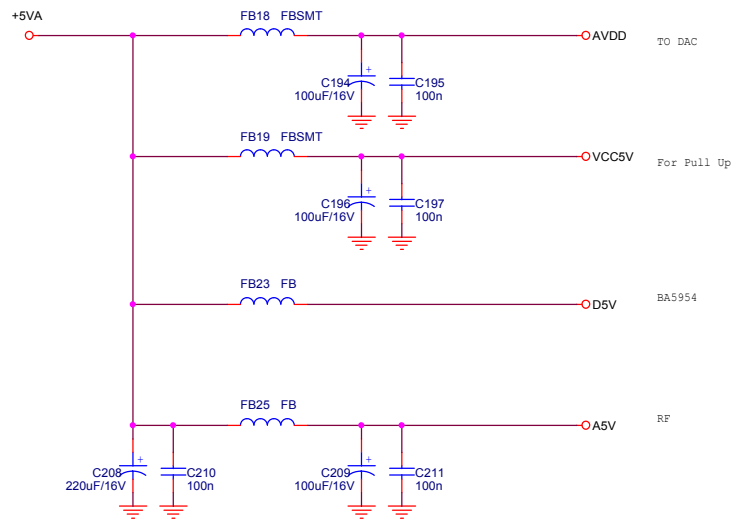 +5VA
FB18 FBSMT
AVDD
TO DAC
+
C194
100uF/16V
C195
100n
FB19 FBSMT
VCC5V
For Pull Up
+
C196
100uF/16V
C197
100n
FB23 FB
D5V
BA5954
FB25 FB
A5V
RF
+
C208
220uF/16V
C210
100n
+
C209
100uF/16V
C211
100n